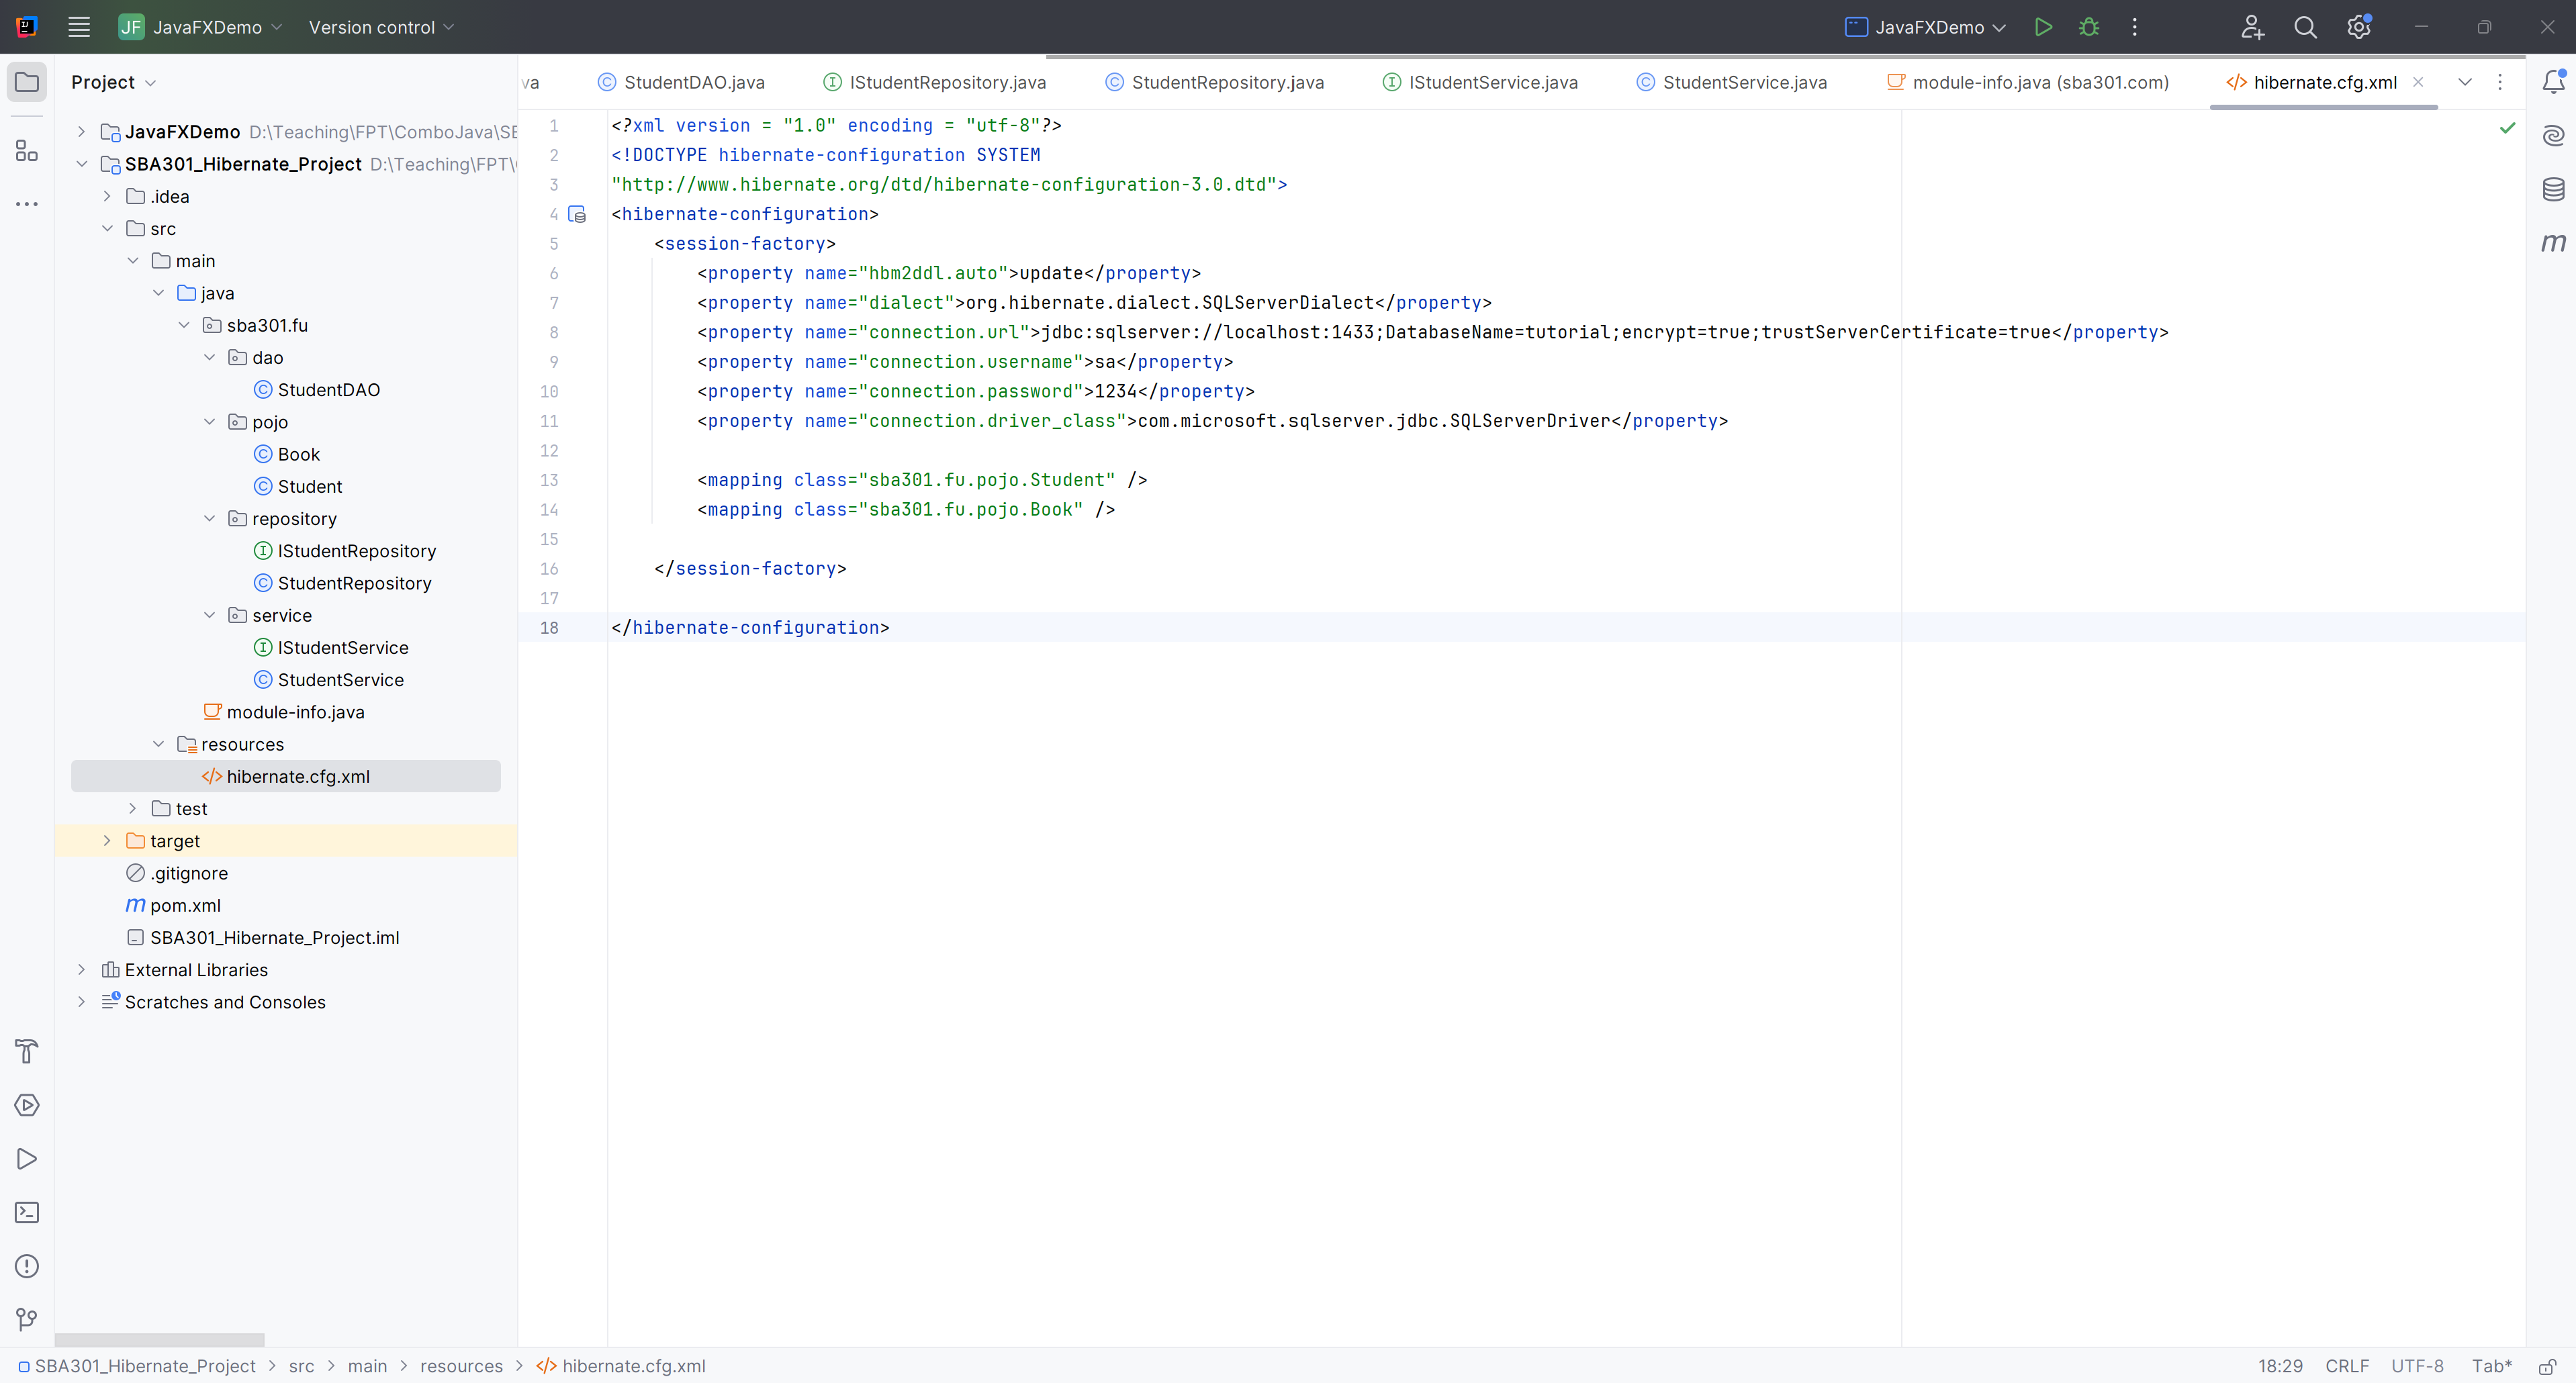 JF JavaFXDemo Version control JavaFXDemo
Project
JavaFXDemo D:\Teaching\FPT\ComboJava\SE
SBA301_Hibernate_Project D:\Teaching\FPT\
.idea
src
main
java
sba301.fu
dao
StudentDAO
pojo
Book
Student
repository
IStudentRepository
StudentRepository
service
IStudentService
StudentService
module-info.java
resources
hibernate.cfg.xml
test
target
.gitignore
pom.xml
SBA301_Hibernate_Project.iml
External Libraries
Scratches and Consoles
va StudentDAO.java IStudentRepository.java StudentRepository.java IStudentService.java StudentService.java module-info.java (sba301.com) hibernate.cfg.xml
1 <?xml version = "1.0" encoding = "utf-8"?>
2 <!DOCTYPE hibernate-configuration SYSTEM
3 "http://www.hibernate.org/dtd/hibernate-configuration-3.0.dtd">
4 <hibernate-configuration>
5 <session-factory>
6 <property name="hbm2ddl.auto">update</property>
7 <property name="dialect">org.hibernate.dialect.SQLServerDialect</property>
8 <property name="connection.url">jdbc:sqlserver://localhost:1433;DatabaseName=tutorial;encrypt=true;trustServerCertificate=true</property>
9 <property name="connection.username">sa</property>
10 <property name="connection.password">1234</property>
11 <property name="connection.driver_class">com.microsoft.sqlserver.jdbc.SQLServerDriver</property>
12
13 <mapping class="sba301.fu.pojo.Student" />
14 <mapping class="sba301.fu.pojo.Book" />
15
16 </session-factory>
17
18 </hibernate-configuration>
SBA301_Hibernate_Project > src > main > resources > hibernate.cfg.xml 18:29 CRLF UTF-8 Tab*